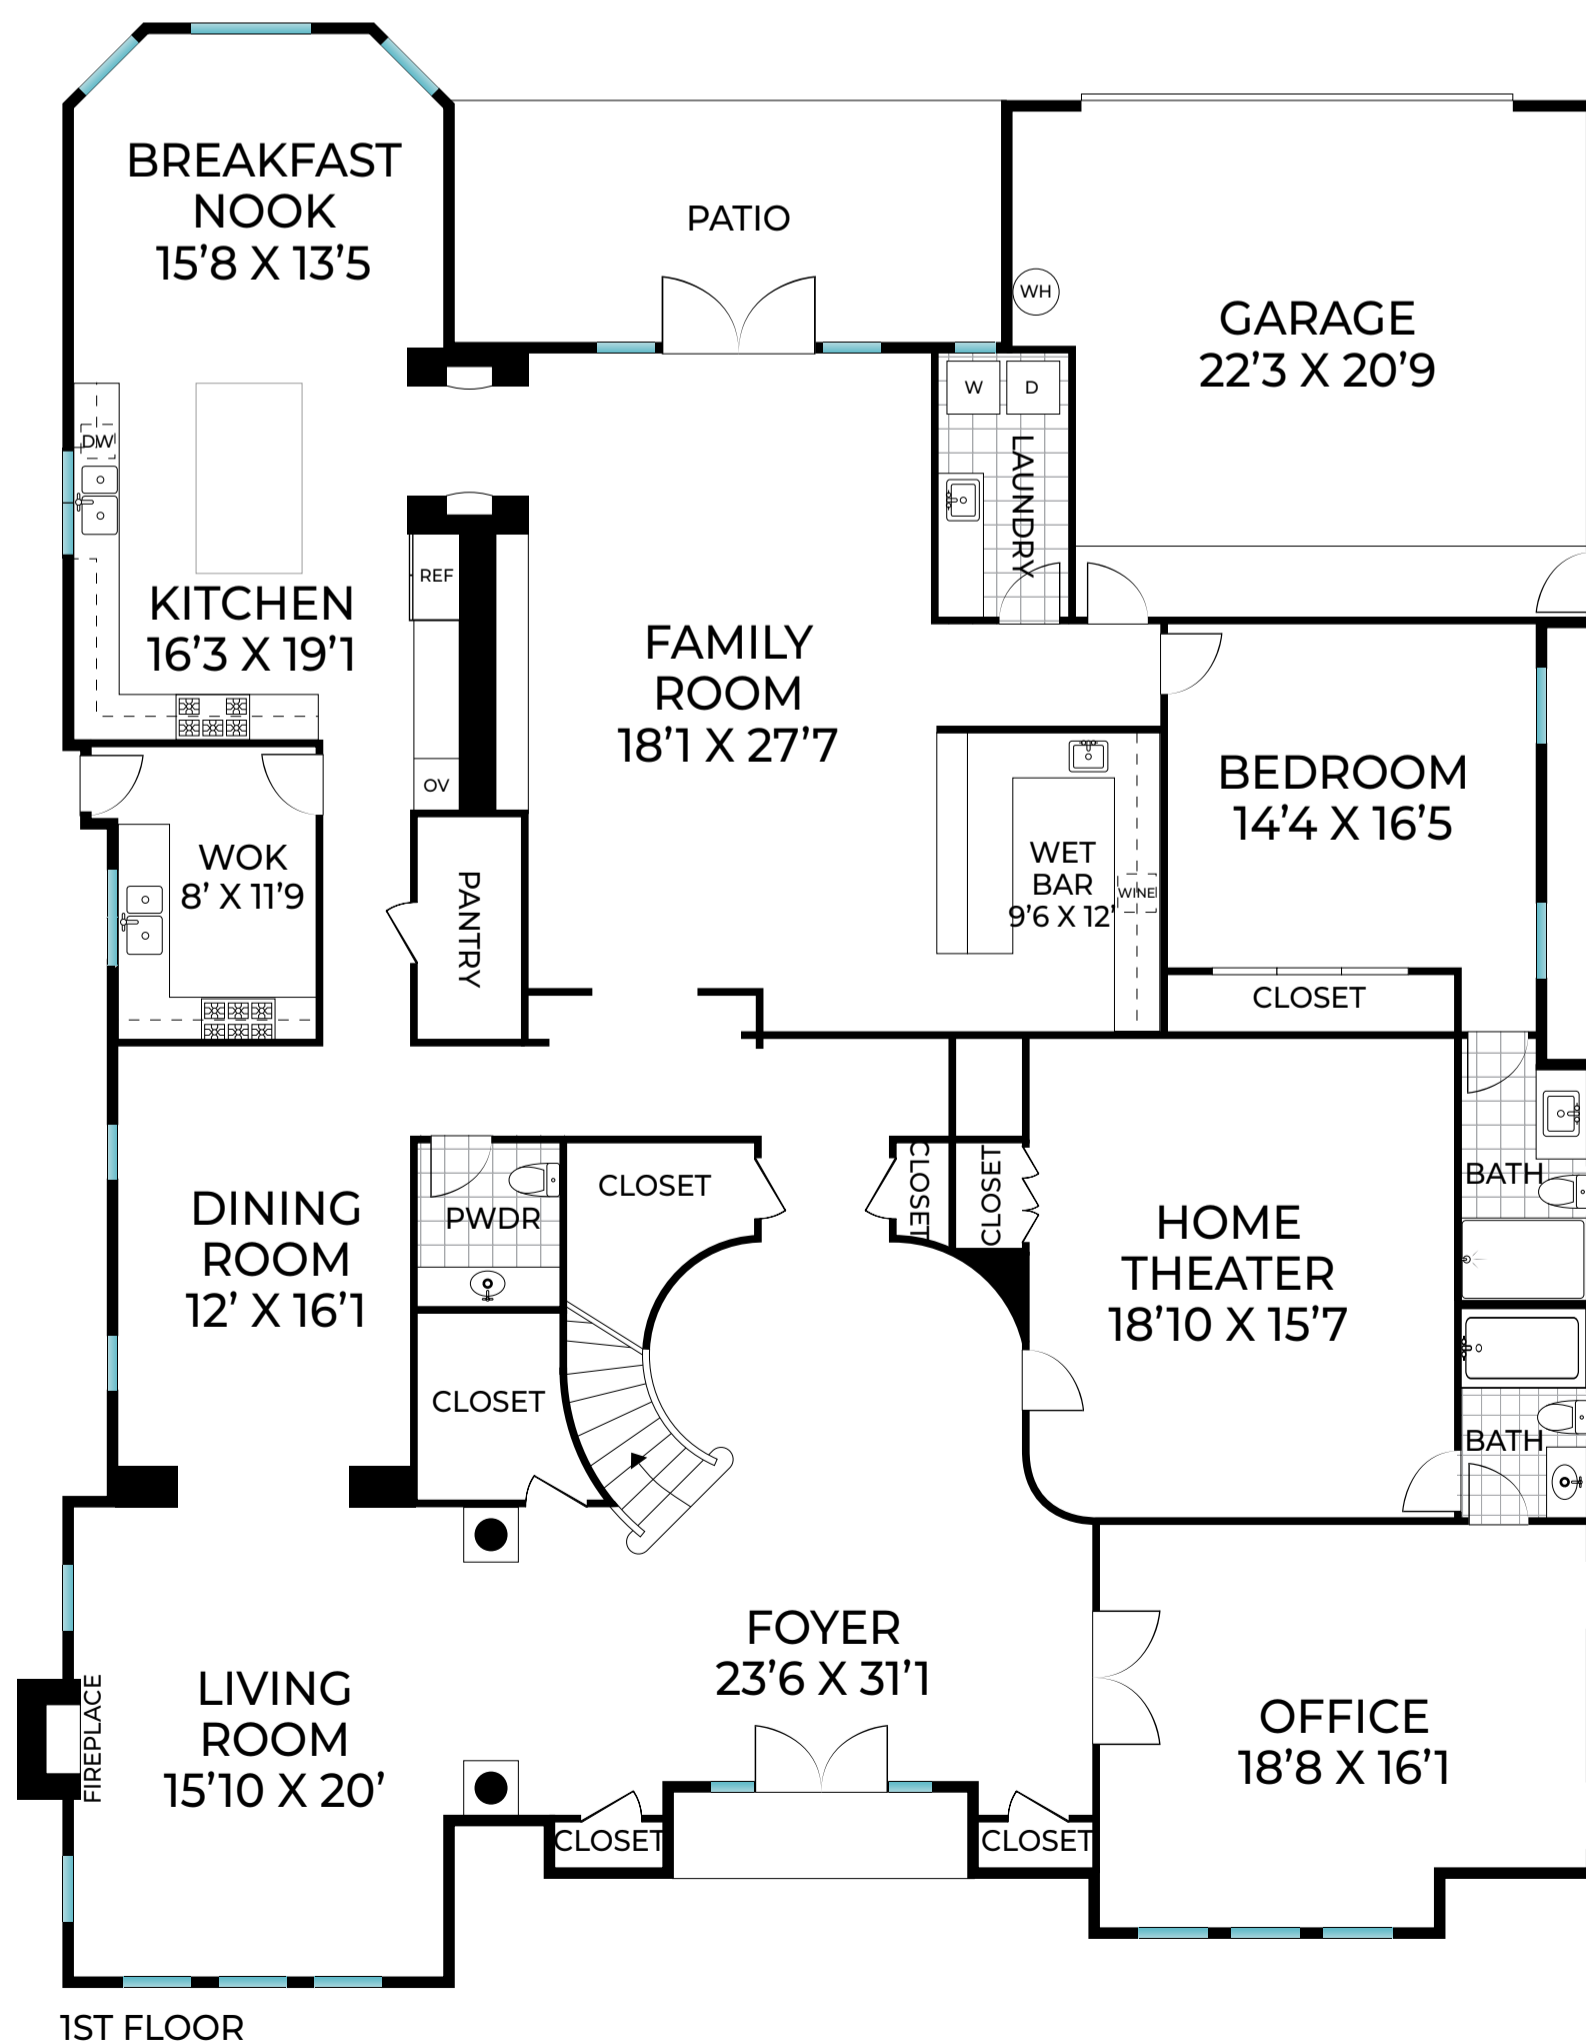 BREAKFAST
NOOK
15’8 X 13’5
PATIO
WH
GARAGE
22’3 X 20’9
W
D
LAUNDRY
DW
REF
KITCHEN
16’3 X 19’1
FAMILY
ROOM
18’1 X 27’7
OV
BEDROOM
14’4 X 16’5
WOK
8’ X 11’9
PANTRY
WET
BAR
9’6 X 12’
WINE
CLOSET
DINING
ROOM
12’ X 16’1
PWDR
CLOSET
CLOSET
CLOSET
HOME
THEATER
18’10 X 15’7
BATH
CLOSET
BATH
FOYER
23’6 X 31’1
LIVING
ROOM
15’10 X 20’
FIREPLACE
OFFICE
18’8 X 16’1
CLOSET
CLOSET
1ST FLOOR